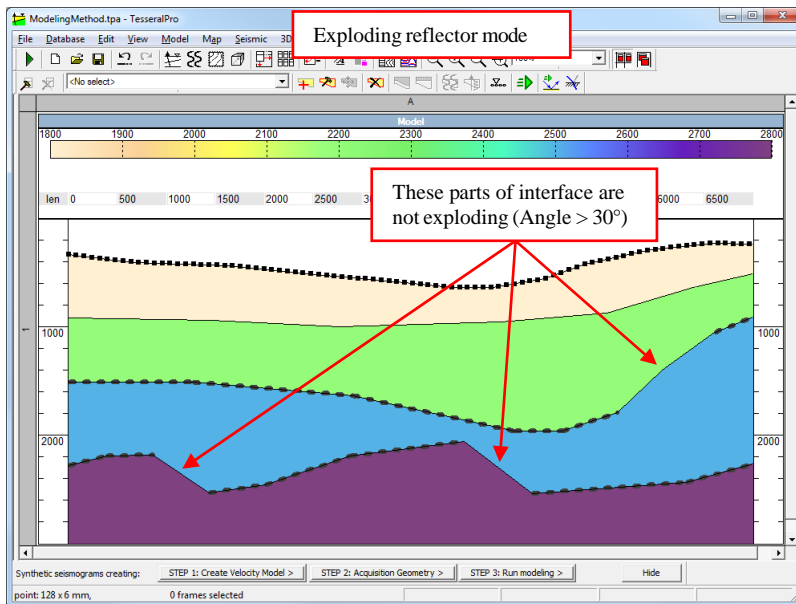 ModelingMethod.tpa - TesseralPro
Exploding reflector mode
File Database Edit View Model Map Seismic 3D
<No select>
A
Model
1800 1900 2000 2100 2200 2300 2400 2500 2600 2700 2800
len 0 500 1000 1500 2000 2500 6000 6500
These parts of interface are
not exploding (Angle > 30°)
1000 1000
2000 2000
1
Synthetic seismograms creating: STEP 1: Create Velocity Model > STEP 2: Acquisition Geometry > STEP 3: Run modeling > Hide
point: 128 x 6 mm, 0 frames selected